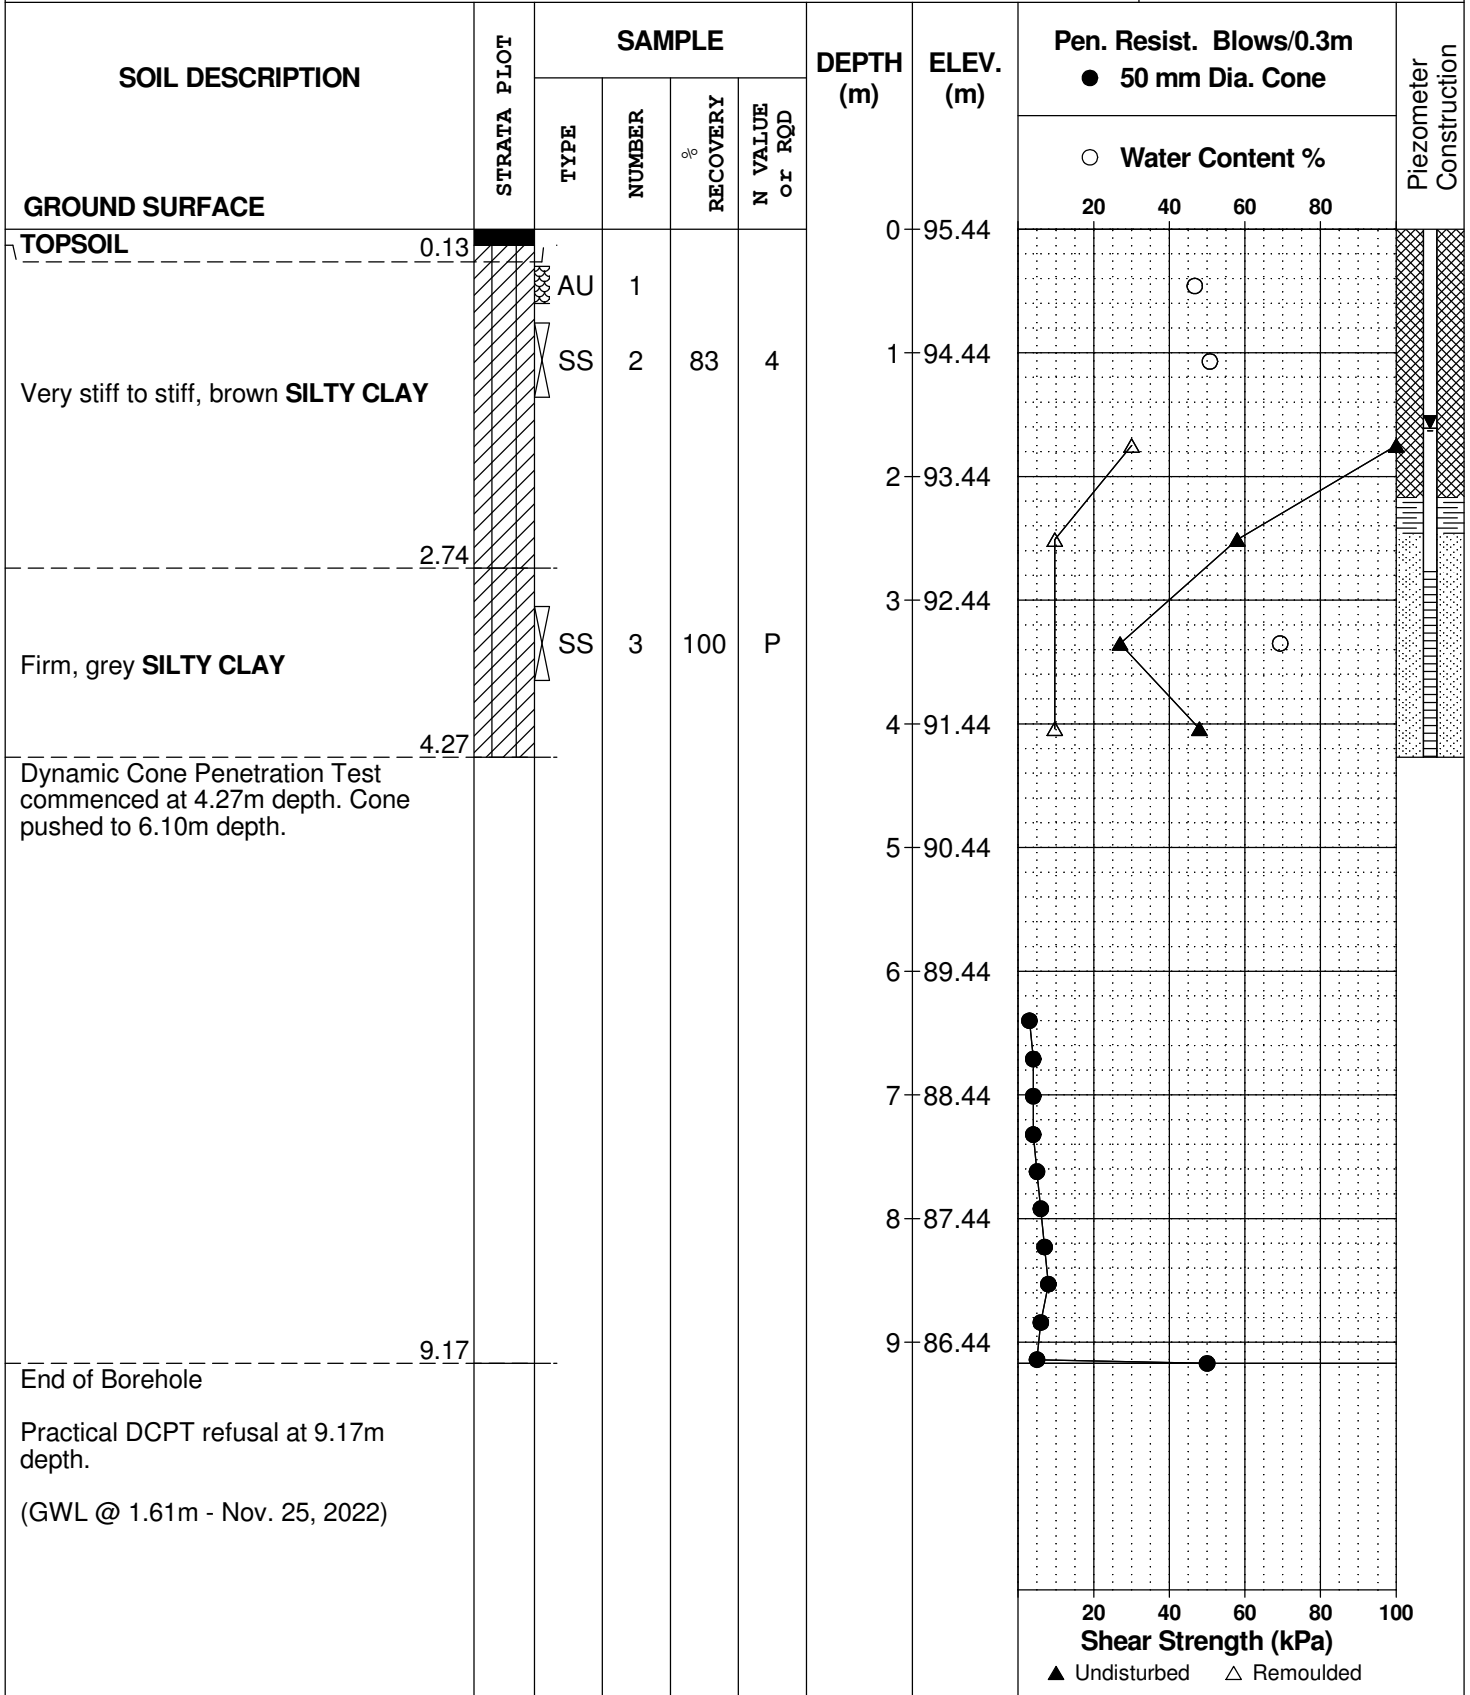 SOIL DESCRIPTION
GROUND SURFACE
STRATA PLOT
SAMPLE
TYPE
NUMBER
%
RECOVERY
N VALUE
or RQD
DEPTH
(m)
ELEV.
(m)
Pen. Resist. Blows/0.3m
● 50 mm Dia. Cone
○ Water Content %
20 40 60 80
Piezometer
Construction
TOPSOIL 0.13
0 95.44
AU 1
SS 2 83 4
1 94.44
Very stiff to stiff, brown SILTY CLAY
2 93.44
2.74
3 92.44
SS 3 100 P
Firm, grey SILTY CLAY
4 91.44
4.27
Dynamic Cone Penetration Test
commenced at 4.27m depth. Cone
pushed to 6.10m depth.
5 90.44
6 89.44
7 88.44
8 87.44
9 86.44
9.17
End of Borehole
Practical DCPT refusal at 9.17m
depth.
(GWL @ 1.61m - Nov. 25, 2022)
20 40 60 80 100
Shear Strength (kPa)
▲ Undisturbed △ Remoulded